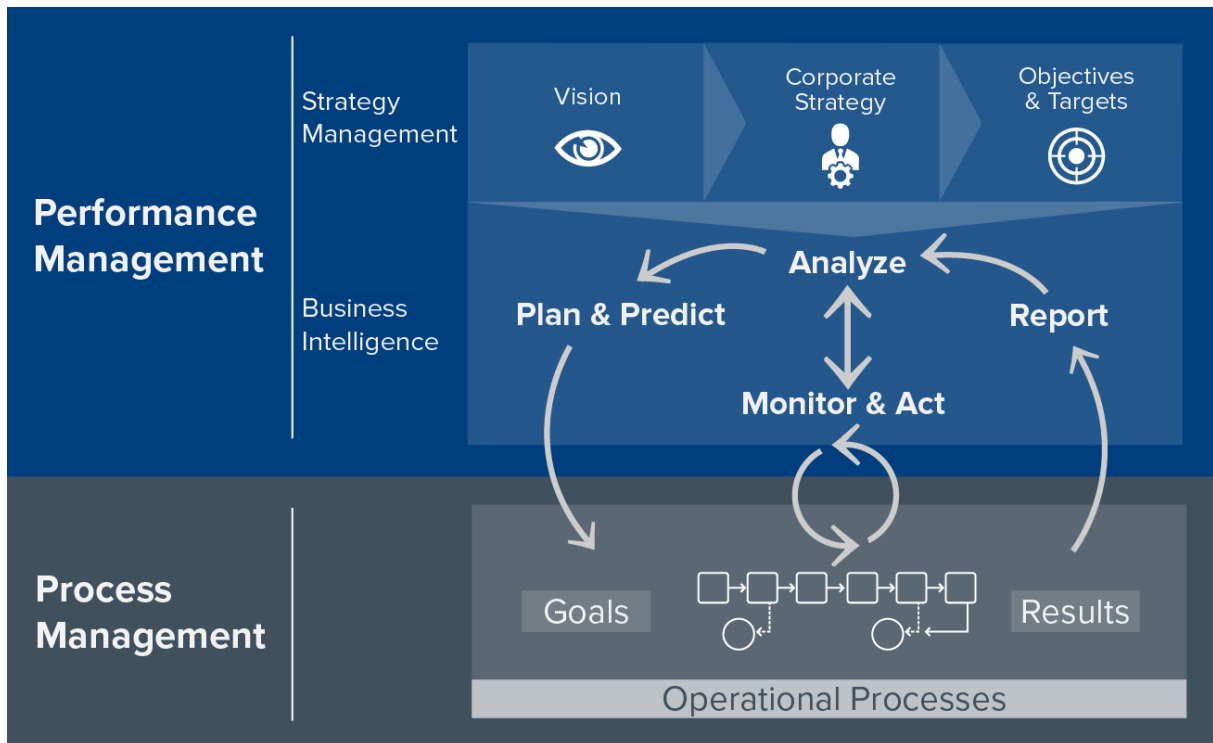 Performance
Management
Strategy
Management
Vision
Corporate
Strategy
Objectives
& Targets
Business
Intelligence
Analyze
Plan & Predict
Report
Monitor & Act
Process
Management
Goals
Results
Operational Processes